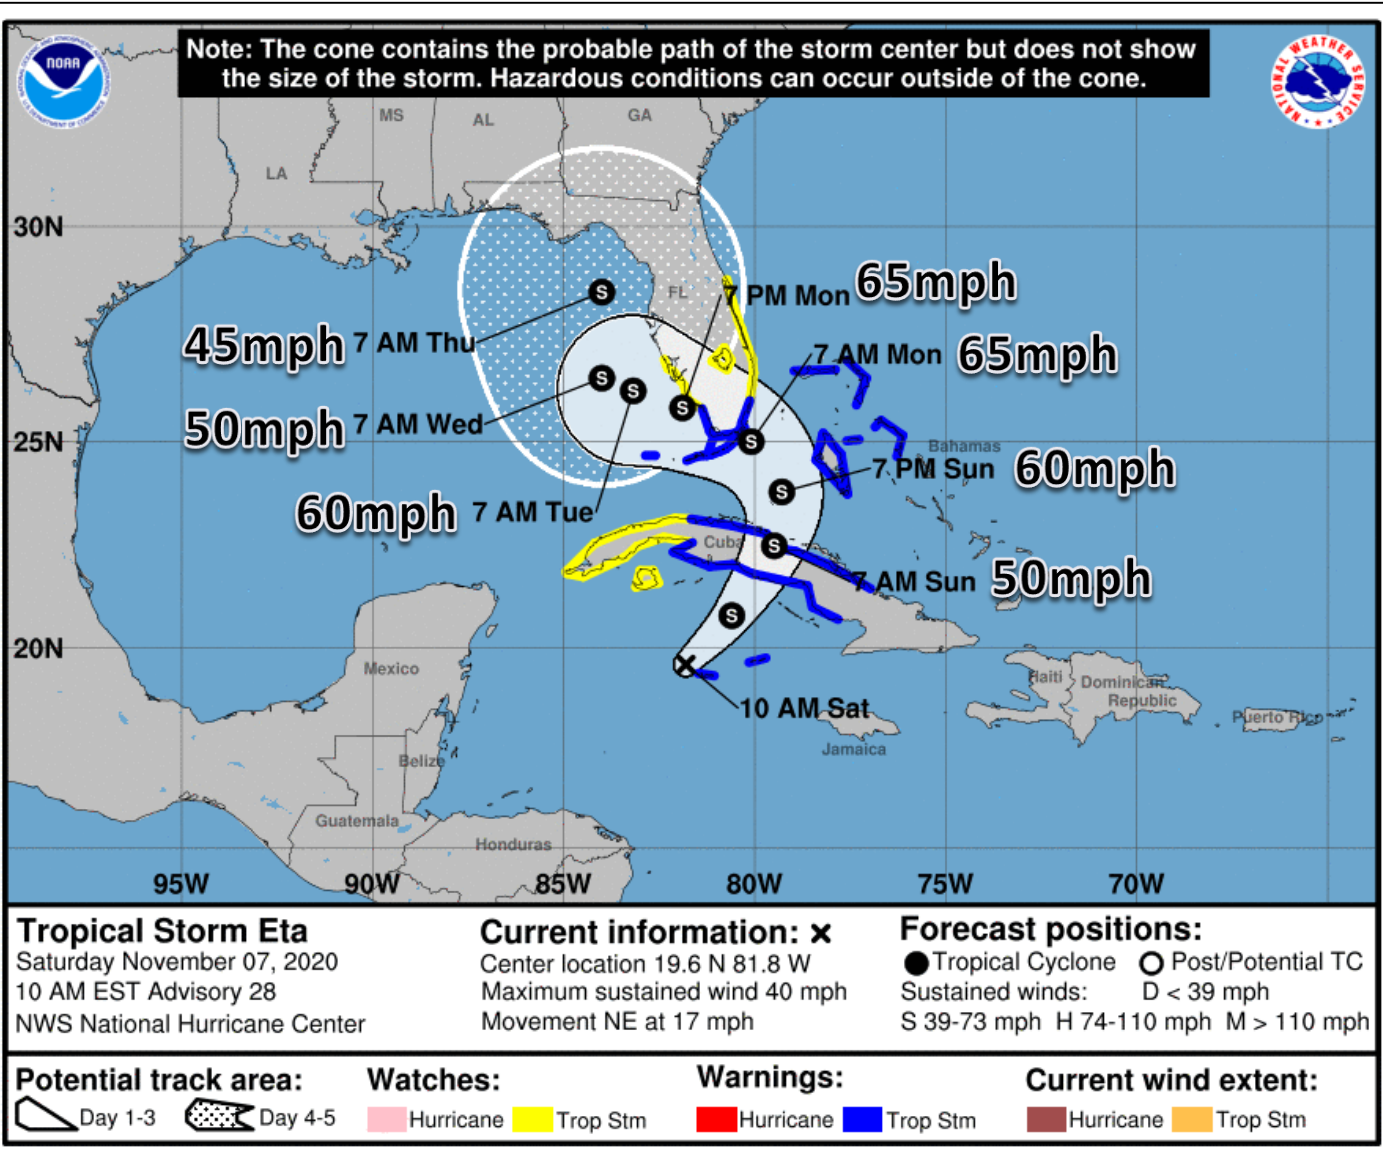 Note: The cone contains the probable path of the storm center but does not show
the size of the storm. Hazardous conditions can occur outside of the cone.
NOAA
NATIONAL WEATHER SERVICE
MS
AL
GA
LA
30N
FL
7 PM Mon 65mph
45mph 7 AM Thu
7 AM Mon 65mph
50mph 7 AM Wed
25N
Bahamas
7 PM Sun 60mph
60mph 7 AM Tue
Cuba
7 AM Sun 50mph
20N
Mexico
Haiti
Dominican
Republic
10 AM Sat
Puerto Rico
Jamaica
Belize
Guatemala
Honduras
95W 90W 85W 80W 75W 70W
Tropical Storm Eta
Saturday November 07, 2020
10 AM EST Advisory 28
NWS National Hurricane Center
Current information: x
Center location 19.6 N 81.8 W
Maximum sustained wind 40 mph
Movement NE at 17 mph
Forecast positions:
Tropical Cyclone Post/Potential TC
Sustained winds: D < 39 mph
S 39-73 mph H 74-110 mph M > 110 mph
Potential track area:
Day 1-3 Day 4-5
Watches:
Hurricane Trop Stm
Warnings:
Hurricane Trop Stm
Current wind extent:
Hurricane Trop Stm